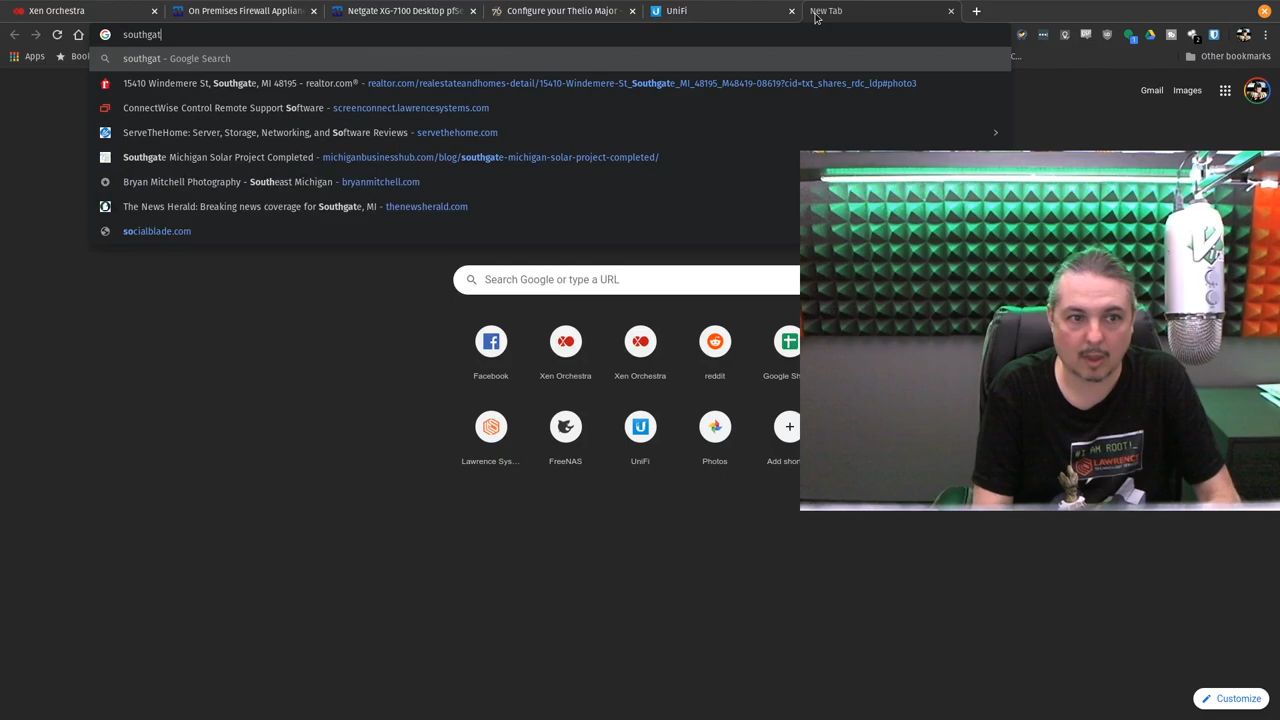 Xen Orchestra
On Premises Firewall Applian
Netgate XG-7100 Desktop pfSe
Configure your Thelio Major
UniFi
New Tab
southgat
Apps
Boo
C...
Other bookmarks
southgat - Google Search
15410 Windemere St, Southgate, MI 48195 - realtor.com® - realtor.com/realestateandhomes-detail/15410-Windemere-St_Southgate_MI_48195_M48419-08619?cid=txt_shares_rdc_ldp#photo3
ConnectWise Control Remote Support Software - screenconnect.lawrencesystems.com
ServeTheHome: Server, Storage, Networking, and Software Reviews - servethehome.com
Southgate Michigan Solar Project Completed - michiganbusinesshub.com/blog/southgate-michigan-solar-project-completed/
Bryan Mitchell Photography - Southeast Michigan - bryanmitchell.com
The News Herald: Breaking news coverage for Southgate, MI - thenewsherald.com
socialblade.com
Gmail
Images
Search Google or type a URL
Facebook
Xen Orchestra
Xen Orchestra
reddit
Google Sh
Lawrence Sys...
FreeNAS
UniFi
Photos
Add shor
#I AM ROOT!_
LAWRENCE
Customize